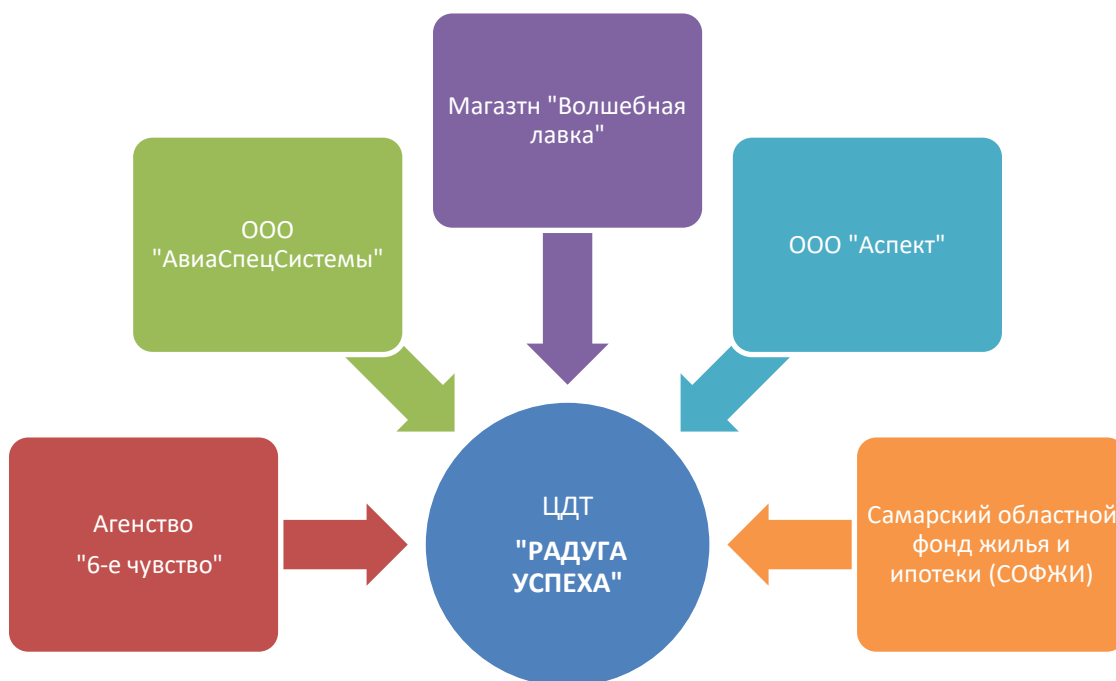 Магазтн "Волшебная
лавка"
ООО
"АвиаСпецСистемы"
ООО "Аспект"
Агенство
"6-е чувство"
ЦДТ
"РАДУГА
УСПЕХА"
Самарский областной
фонд жилья и
ипотеки (СОФЖИ)